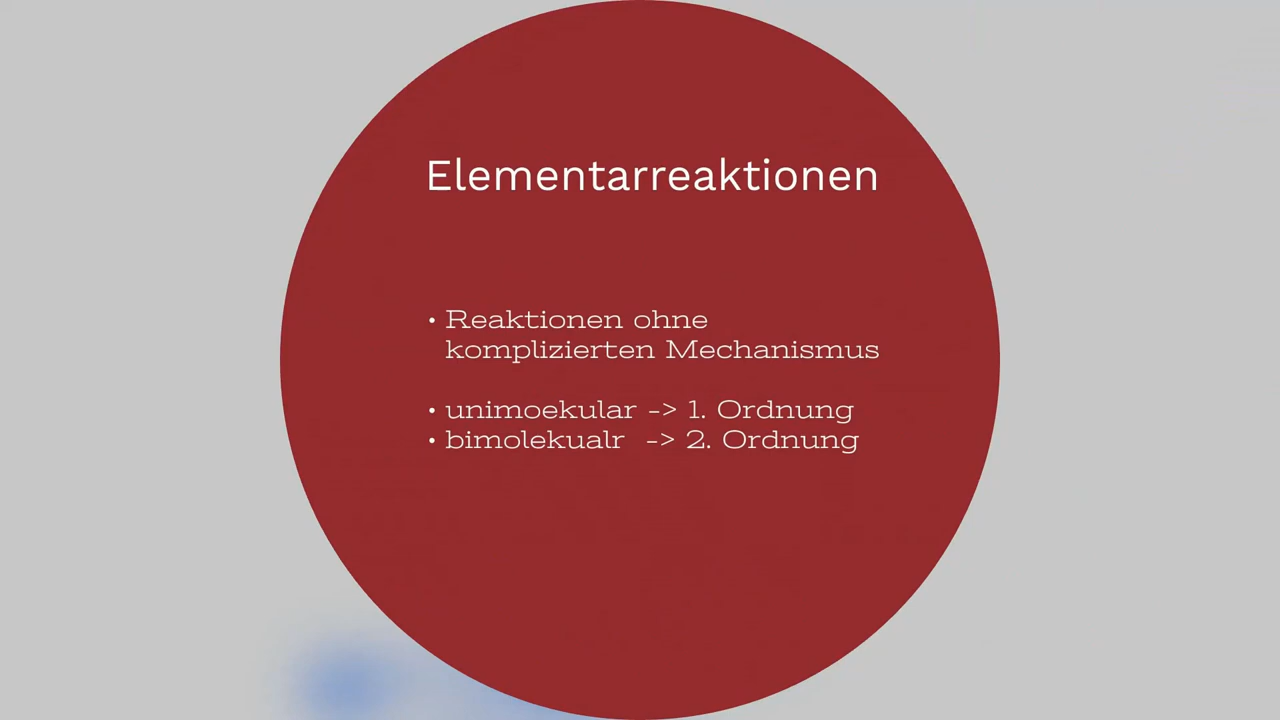 Elementarreaktionen
• Reaktionen ohne
komplizierten Mechanismus
• unimoekular -> 1. Ordnung
• bimolekualr -> 2. Ordnung